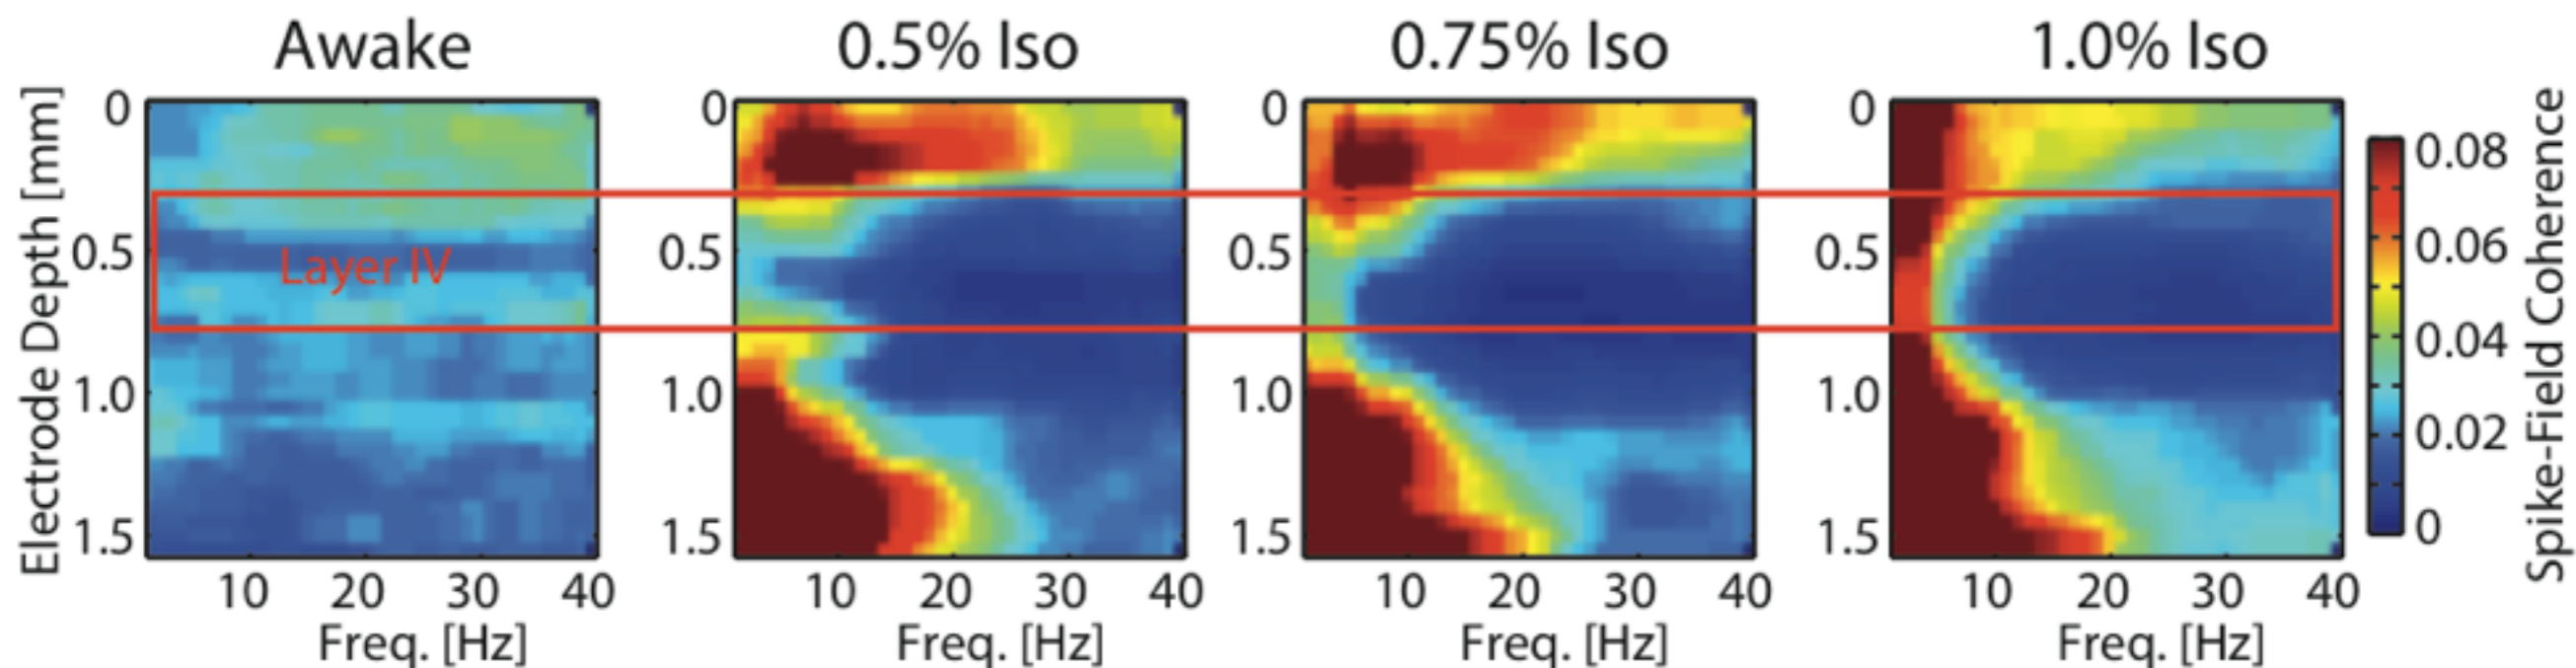 Awake
0.5% Iso
0.75% Iso
1.0% Iso
Electrode Depth [mm]
0
0.5
1.0
1.5
Layer IV
10 20 30 40
Freq. [Hz]
0
0.5
1.0
1.5
10 20 30 40
Freq. [Hz]
0
0.5
1.0
1.5
10 20 30 40
Freq. [Hz]
0
0.5
1.0
1.5
10 20 30 40
Freq. [Hz]
0.08
0.06
0.04
0.02
0
Spike-Field Coherence